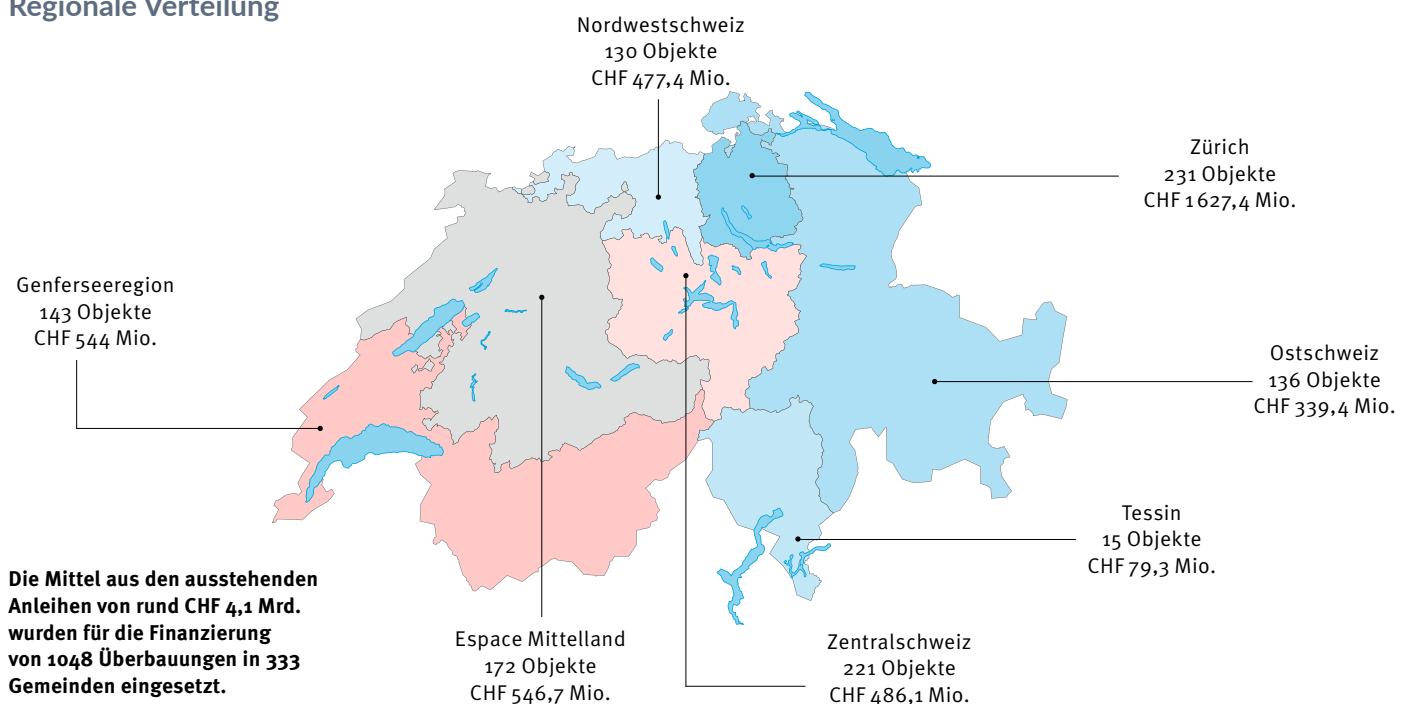 Regionale Verteilung
Nordwestschweiz
130 Objekte
CHF 477,4 Mio.
Zürich
231 Objekte
CHF 1627,4 Mio.
Genferseeregion
143 Objekte
CHF 544 Mio.
Ostschweiz
136 Objekte
CHF 339,4 Mio.
Tessin
15 Objekte
CHF 79,3 Mio.
Die Mittel aus den ausstehenden
Anleihen von rund CHF 4,1 Mrd.
wurden für die Finanzierung
von 1048 Überbauungen in 333
Gemeinden eingesetzt.
Espace Mittelland
172 Objekte
CHF 546,7 Mio.
Zentralschweiz
221 Objekte
CHF 486,1 Mio.